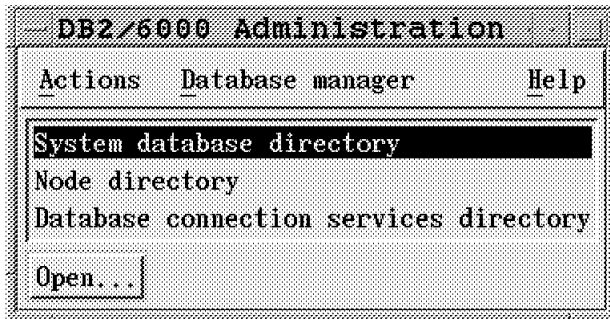 DB2/6000 Administration
Actions Database manager Help
System database directory
Node directory
Database connection services directory
Open...